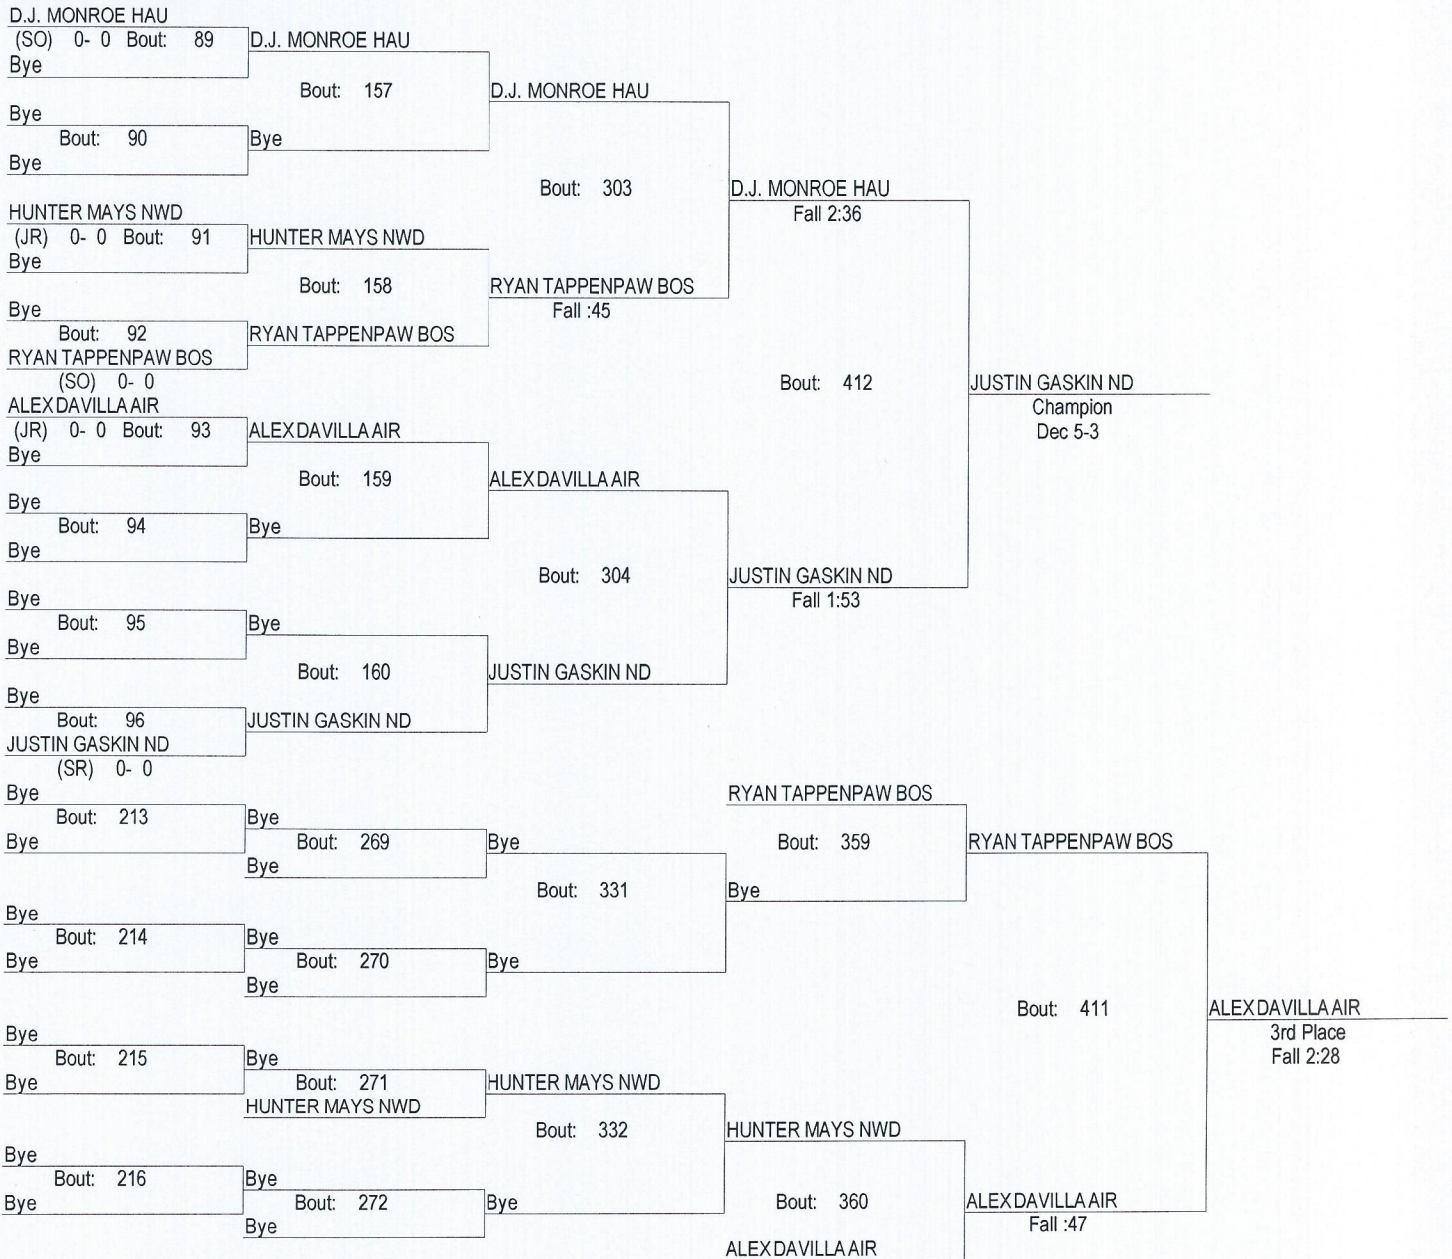 D.J. MONROE HAU
(SO) 0- 0 Bout: 89
Bye
D.J. MONROE HAU
Bout: 157
D.J. MONROE HAU
Bye
Bout: 90
Bye
Bye
Bout: 303
D.J. MONROE HAU
Fall 2:36
HUNTER MAYS NWD
(JR) 0- 0 Bout: 91
Bye
HUNTER MAYS NWD
Bout: 158
RYAN TAPPENPAW BOS
Fall :45
Bye
Bout: 92
RYAN TAPPENPAW BOS
RYAN TAPPENPAW BOS
(SO) 0- 0
Bout: 412
JUSTIN GASKIN ND
Champion
Dec 5-3
ALEX DAVILLA AIR
(JR) 0- 0 Bout: 93
Bye
ALEX DAVILLA AIR
Bout: 159
ALEX DAVILLA AIR
Bye
Bout: 94
Bye
Bye
Bout: 304
JUSTIN GASKIN ND
Fall 1:53
Bye
Bout: 95
Bye
Bye
Bout: 160
JUSTIN GASKIN ND
Bye
Bout: 96
JUSTIN GASKIN ND
JUSTIN GASKIN ND
(SR) 0- 0
Bye
Bout: 213
Bye
Bye
Bout: 269
Bye
Bye
Bout: 331
RYAN TAPPENPAW BOS
Bout: 359
Bye
RYAN TAPPENPAW BOS
Bye
Bout: 214
Bye
Bye
Bout: 270
Bye
Bye
Bout: 411
ALEX DAVILLA AIR
3rd Place
Fall 2:28
Bye
Bout: 215
Bye
Bye
Bout: 271
HUNTER MAYS NWD
HUNTER MAYS NWD
Bout: 332
HUNTER MAYS NWD
Bye
Bout: 216
Bye
Bye
Bout: 272
Bye
Bye
Bout: 360
ALEX DAVILLA AIR
Fall :47
ALEX DAVILLA AIR